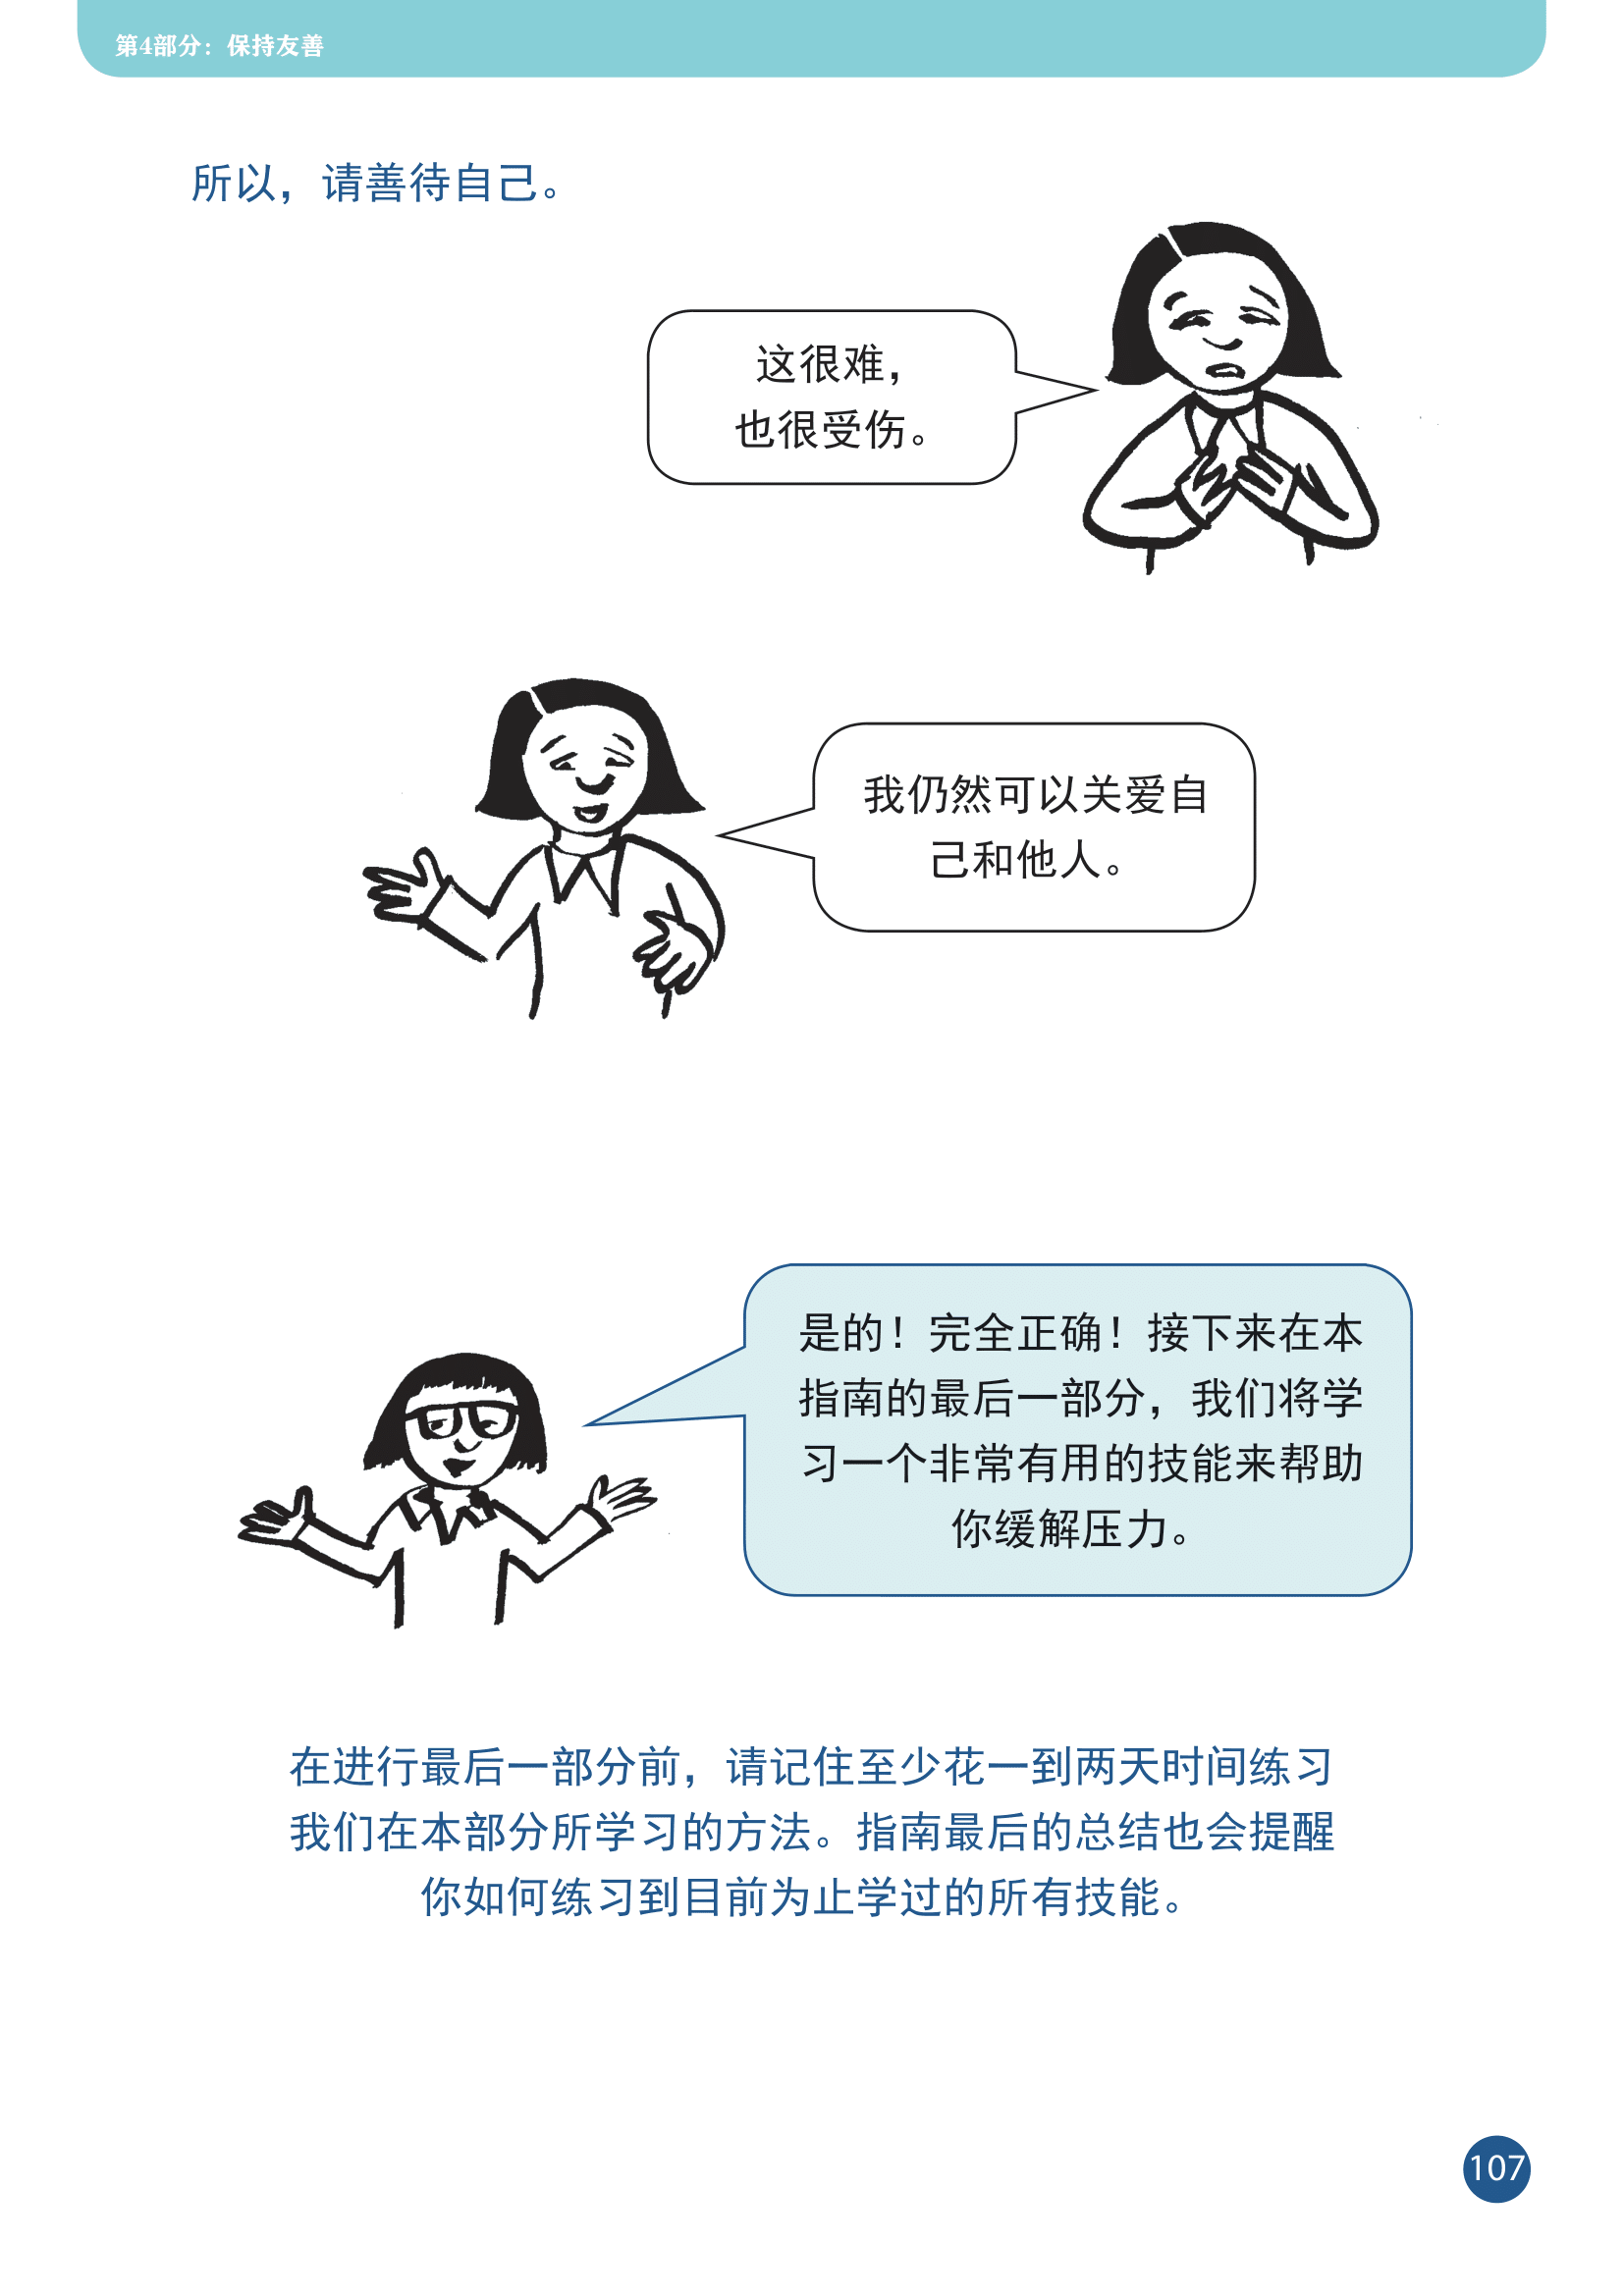 第4部分：保持友善
所以，请善待自己。
这很难，
也很受伤。
我仍然可以关爱自
己和他人。
是的！完全正确！接下来在本
指南的最后一部分，我们将学
习一个非常有用的技能来帮助
你缓解压力。
在进行最后一部分前，请记住至少花一到两天时间练习
我们在本部分所学习的方法。指南最后的总结也会提醒
你如何练习到目前为止学过的所有技能。
107